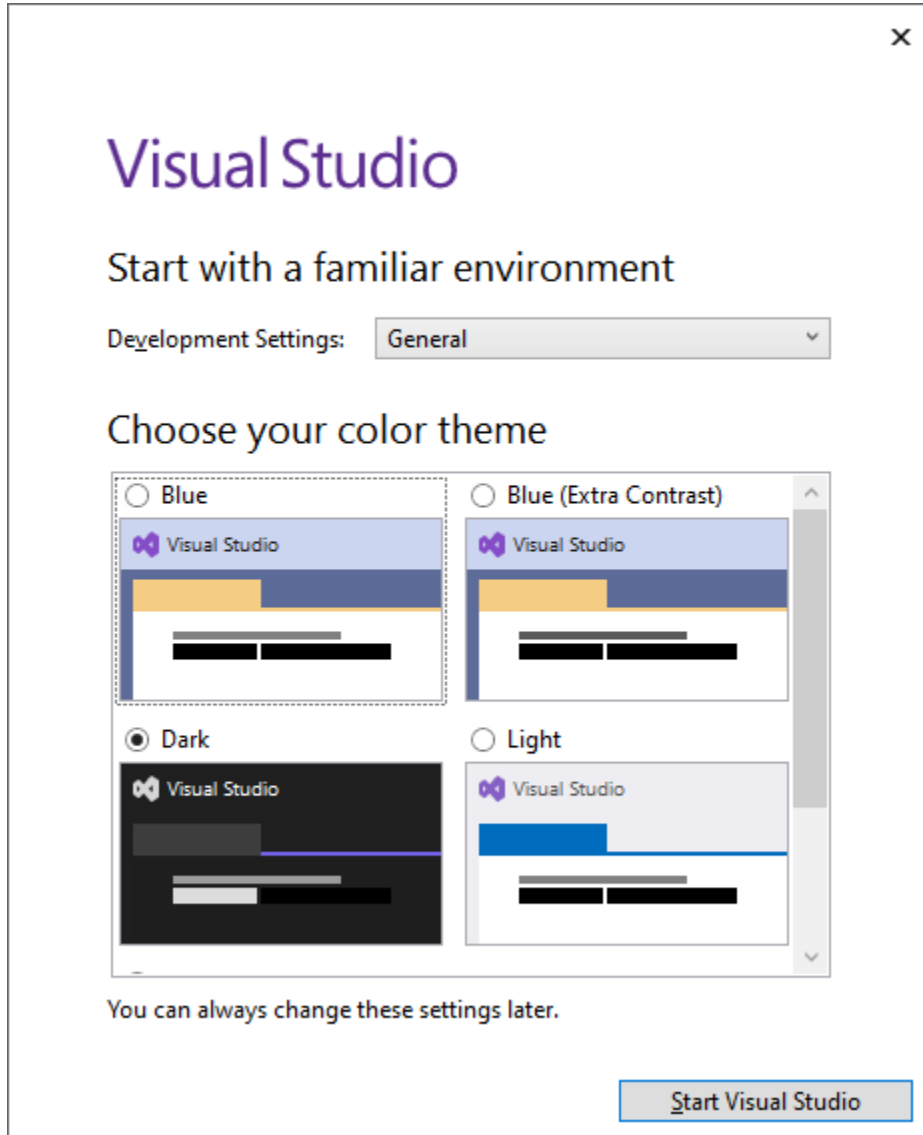 Visual Studio
Start with a familiar environment
Development Settings: General
Choose your color theme
Blue
Blue (Extra Contrast)
Visual Studio
Visual Studio
Dark
Light
Visual Studio
Visual Studio
You can always change these settings later.
Start Visual Studio